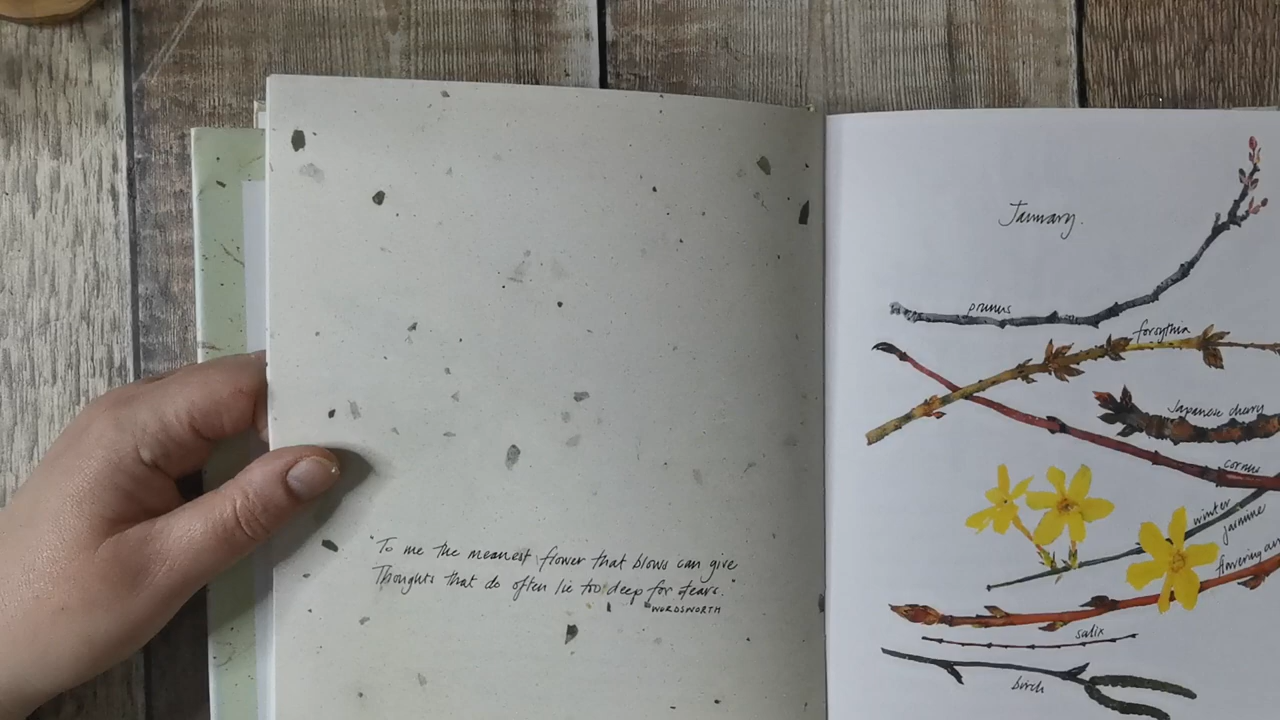 "To me the meanest flower that blows can give
Thoughts that do often lie too deep for tears."
WORDSWORTH
January.
prunus
forsythia
Japanese cherry
cornus
winter
jasmine
flowering
salix
birch